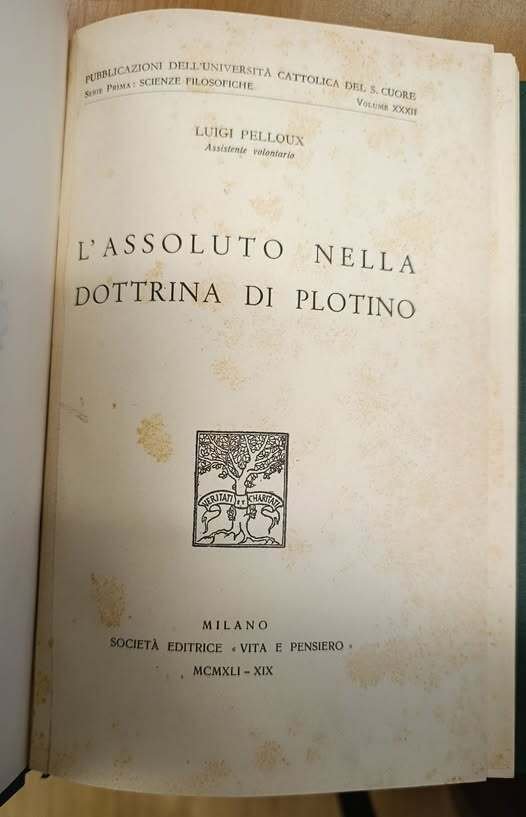 PUBBLICAZIONI DELL'UNIVERSITÀ CATTOLICA DEL S. CUORE
SERIE PRIMA: SCIENZE FILOSOFICHE VOLUME XXXII
LUIGI PELLOUX
Assistente volontario
L'ASSOLUTO NELLA
DOTTRINA DI PLOTINO
VERITATI ET CHARITATI
MILANO
SOCIETÀ EDITRICE « VITA E PENSIERO »
MCMXLI - XIX